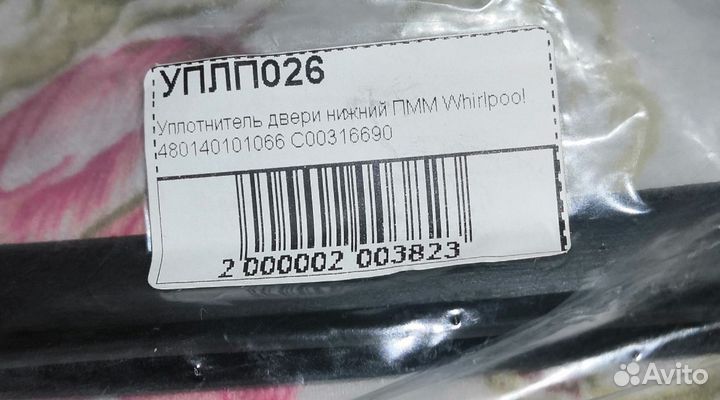 УПЛП026
Уплотнитель двери нижний ПММ Whirlpool
480140101066 C00316690
2 000002 003823
Avito